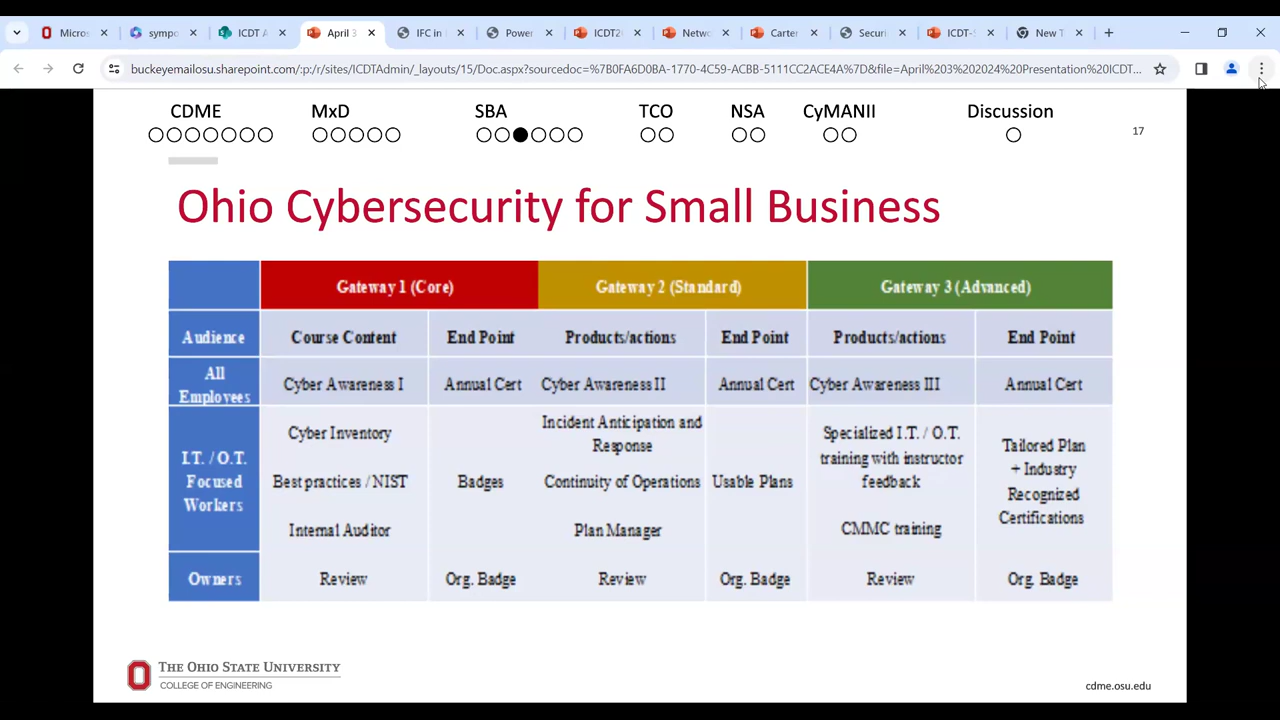 Micros
sympo
ICDT A
April 3
IFC in
Power
ICDT2
Netwo
Carter
Securi
ICDT-S
New T
buckeyemailosu.sharepoint.com/:p:/r/sites/ICDTAdmin/_layouts/15/Doc.aspx?sourcedoc=%7B0FA6D0BA-1770-4C59-ACBB-5111CC2ACE4A%7D&file=April%203%202024%20Presentation%20ICDT...
CDME MxD SBA TCO NSA CyMANII Discussion
17
Ohio Cybersecurity for Small Business
Gateway 1 (Core) Gateway 2 (Standard) Gateway 3 (Advanced)
Audience Course Content End Point Products/actions End Point Products/actions End Point
All
Employees
Cyber Awareness I Annual Cert Cyber Awareness II Annual Cert Cyber Awareness III Annual Cert
I.T. / O.T.
Focused
Workers
Cyber Inventory
Best practices / NIST
Internal Auditor
Badges
Incident Anticipation and
Response
Continuity of Operations
Plan Manager
Usable Plans
Specialized I.T. / O.T.
training with instructor
feedback
CMMC training
Tailored Plan
+ Industry
Recognized
Certifications
Owners Review Org. Badge Review Org. Badge Review Org. Badge
THE OHIO STATE UNIVERSITY
COLLEGE OF ENGINEERING
cdme.osu.edu